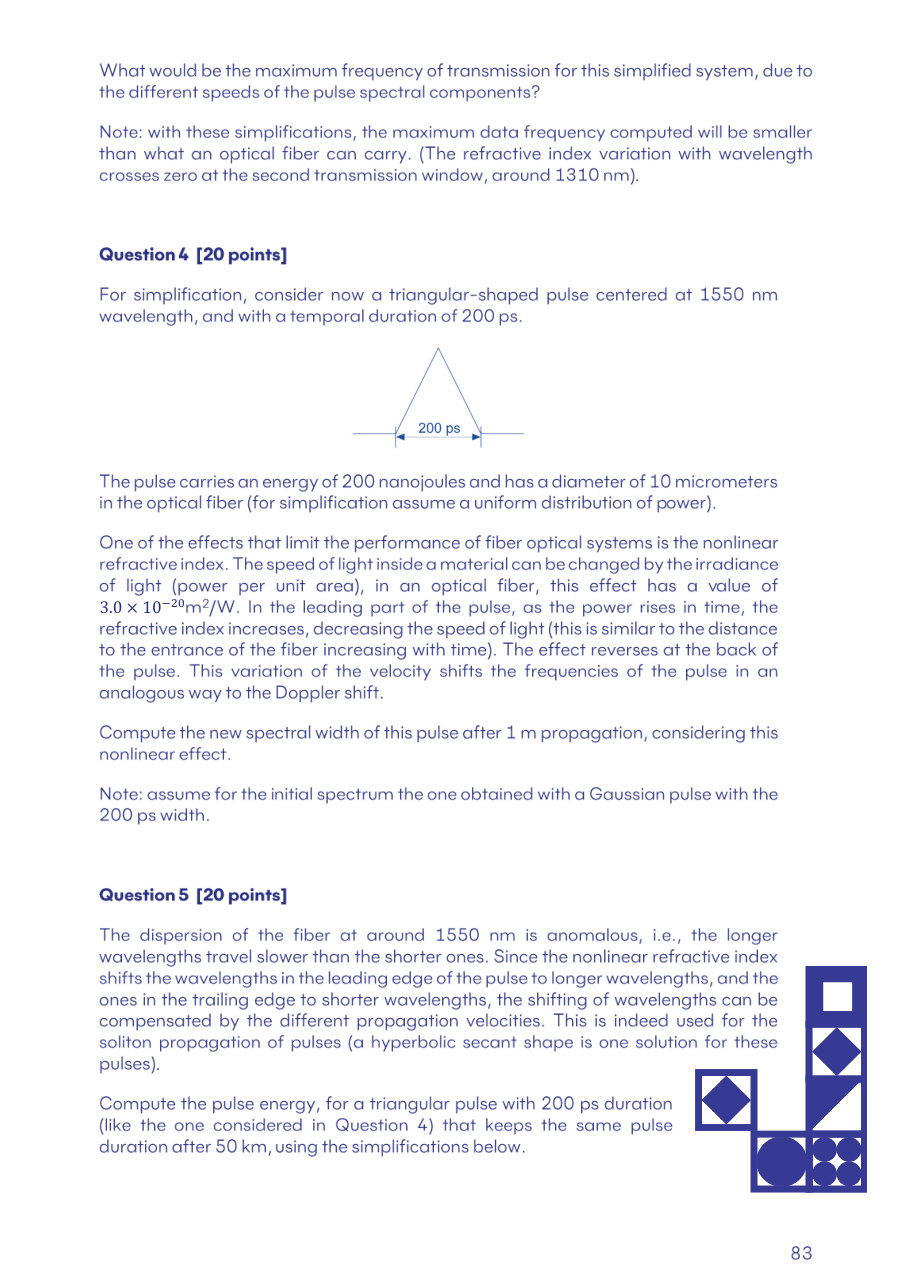 What would be the maximum frequency of transmission for this simplified system, due to
the different speeds of the pulse spectral components?
Note: with these simplifications, the maximum data frequency computed will be smaller
than what an optical fiber can carry. (The refractive index variation with wavelength
crosses zero at the second transmission window, around 1310 nm).
Question 4 [20 points]
For simplification, consider now a triangular-shaped pulse centered at 1550 nm
wavelength, and with a temporal duration of 200 ps.
200 ps
The pulse carries an energy of 200 nanojoules and has a diameter of 10 micrometers
in the optical fiber (for simplification assume a uniform distribution of power).
One of the effects that limit the performance of fiber optical systems is the nonlinear
refractive index. The speed of light inside a material can be changed by the irradiance
of light (power per unit area), in an optical fiber, this effect has a value of
3.0 × 10⁻²⁰m²/W. In the leading part of the pulse, as the power rises in time, the
refractive index increases, decreasing the speed of light (this is similar to the distance
to the entrance of the fiber increasing with time). The effect reverses at the back of
the pulse. This variation of the velocity shifts the frequencies of the pulse in an
analogous way to the Doppler shift.
Compute the new spectral width of this pulse after 1 m propagation, considering this
nonlinear effect.
Note: assume for the initial spectrum the one obtained with a Gaussian pulse with the
200 ps width.
Question 5 [20 points]
The dispersion of the fiber at around 1550 nm is anomalous, i.e., the longer
wavelengths travel slower than the shorter ones. Since the nonlinear refractive index
shifts the wavelengths in the leading edge of the pulse to longer wavelengths, and the
ones in the trailing edge to shorter wavelengths, the shifting of wavelengths can be
compensated by the different propagation velocities. This is indeed used for the
soliton propagation of pulses (a hyperbolic secant shape is one solution for these
pulses).
Compute the pulse energy, for a triangular pulse with 200 ps duration
(like the one considered in Question 4) that keeps the same pulse
duration after 50 km, using the simplifications below.
83